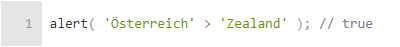 1 alert( 'Österreich' > 'Zealand' ); // true